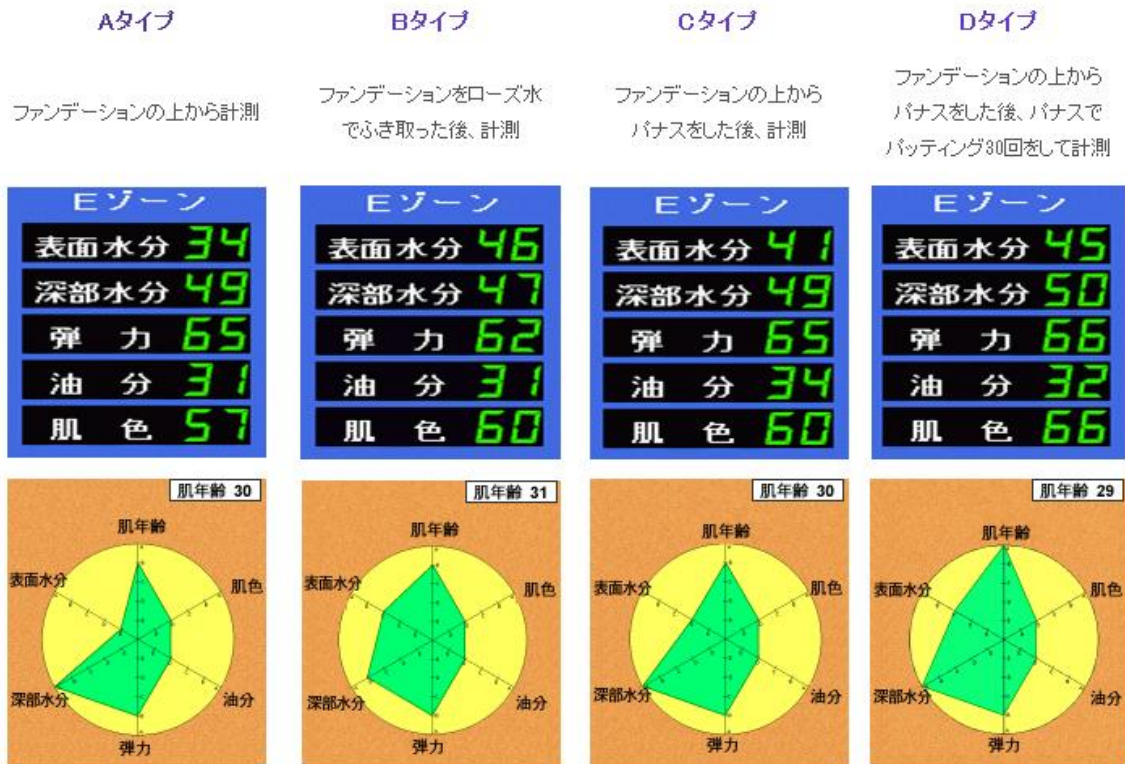 Aタイプ
Bタイプ
Cタイプ
Dタイプ
ファンデーションの上から計測
ファンデーションをローズ水
でふき取った後、計測
ファンデーションの上から
パナスをした後、計測
ファンデーションの上から
パナスをした後、パナスで
パッティング30回をして計測
Eゾーン
表面水分 34
深部水分 49
弾力 65
油分 31
肌色 57
Eゾーン
表面水分 46
深部水分 47
弾力 62
油分 31
肌色 60
Eゾーン
表面水分 41
深部水分 49
弾力 65
油分 34
肌色 60
Eゾーン
表面水分 45
深部水分 50
弾力 66
油分 32
肌色 66
肌年齢 30
肌年齢
表面水分
肌色
深部水分
油分
弾力
肌年齢 31
肌年齢
表面水分
肌色
深部水分
油分
弾力
肌年齢 30
肌年齢
表面水分
肌色
深部水分
油分
弾力
肌年齢 29
肌年齢
表面水分
肌色
深部水分
油分
弾力